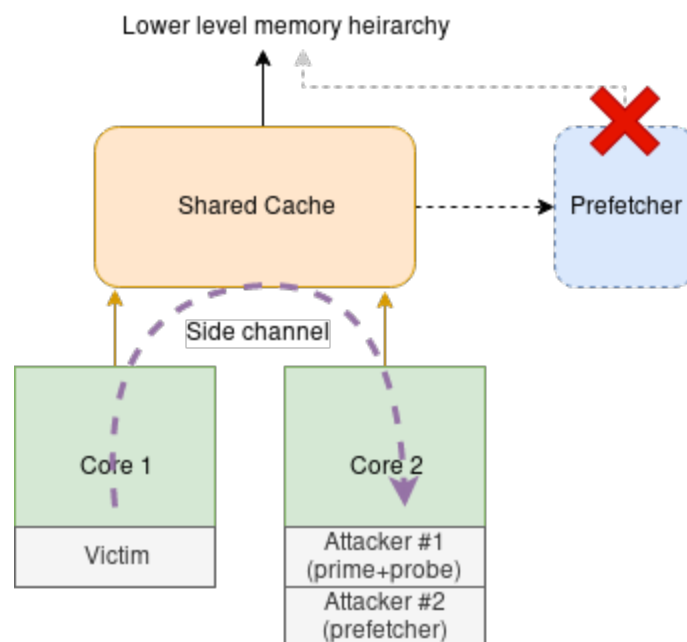 Lower level memory heirarchy
Shared Cache
Prefetcher
Side channel
Core 1
Core 2
Victim
Attacker #1
(prime+probe)
Attacker #2
(prefetcher)